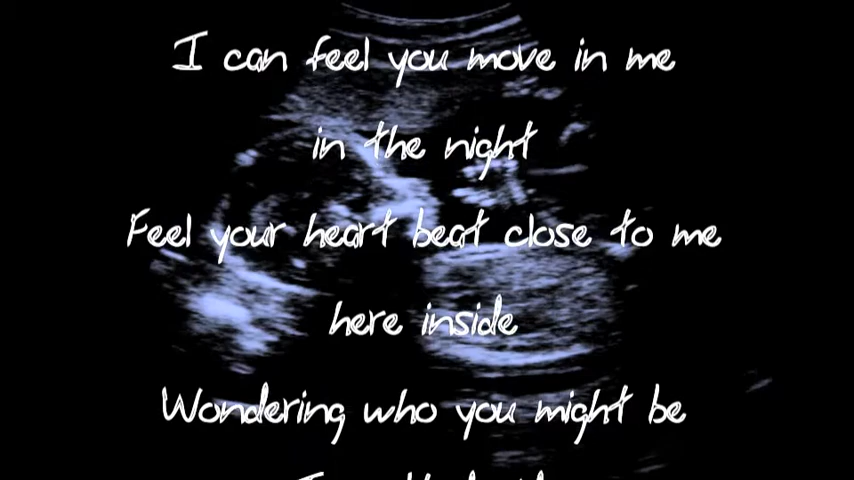 I can feel you move in me
in the night
Feel your heart beat close to me
here inside
Wondering who you might be